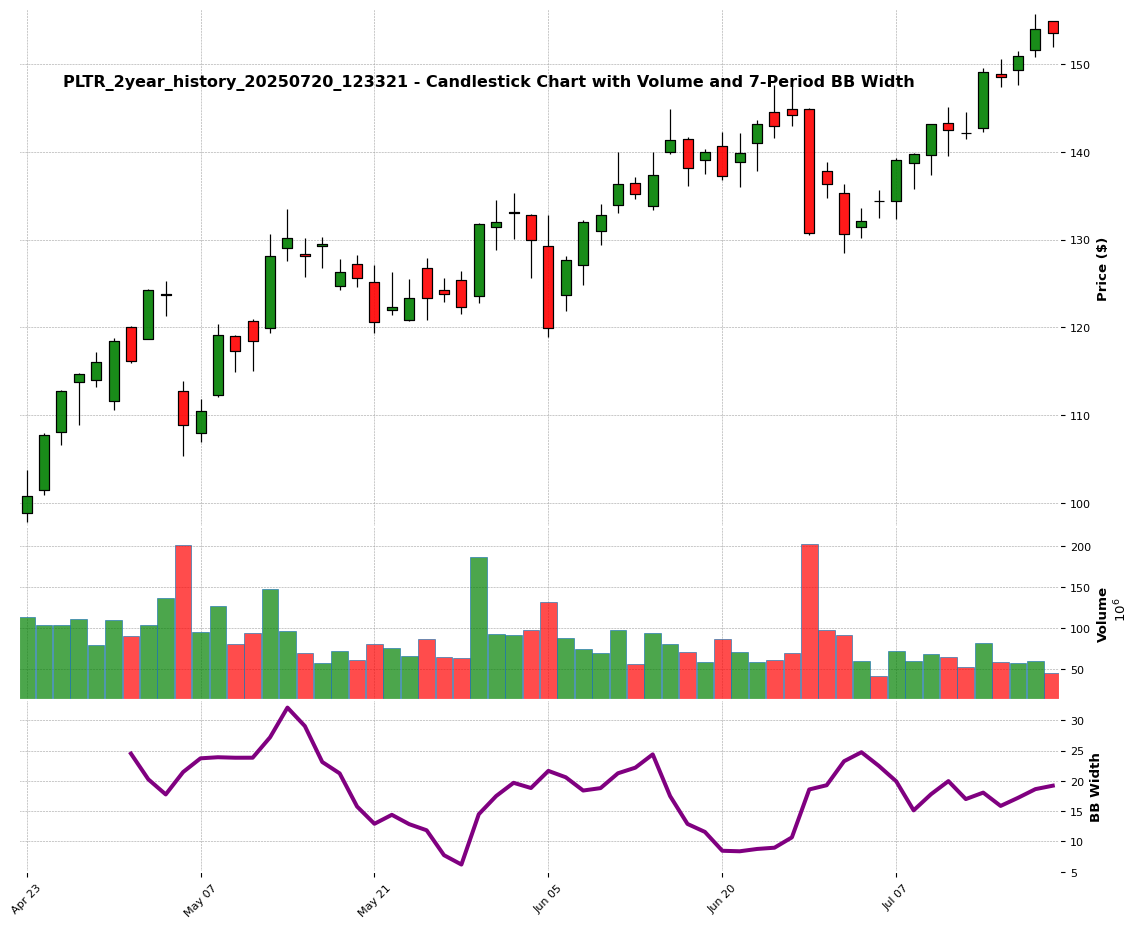 PLTR_2year_history_20250720_123321 - Candlestick Chart with Volume and 7-Period BB Width
150
140
130
120
110
100
Price ($)
200
150
100
50
Volume
10^6
30
25
20
15
10
5
BB Width
Apr 23
May 07
May 21
Jun 05
Jun 20
Jul 07